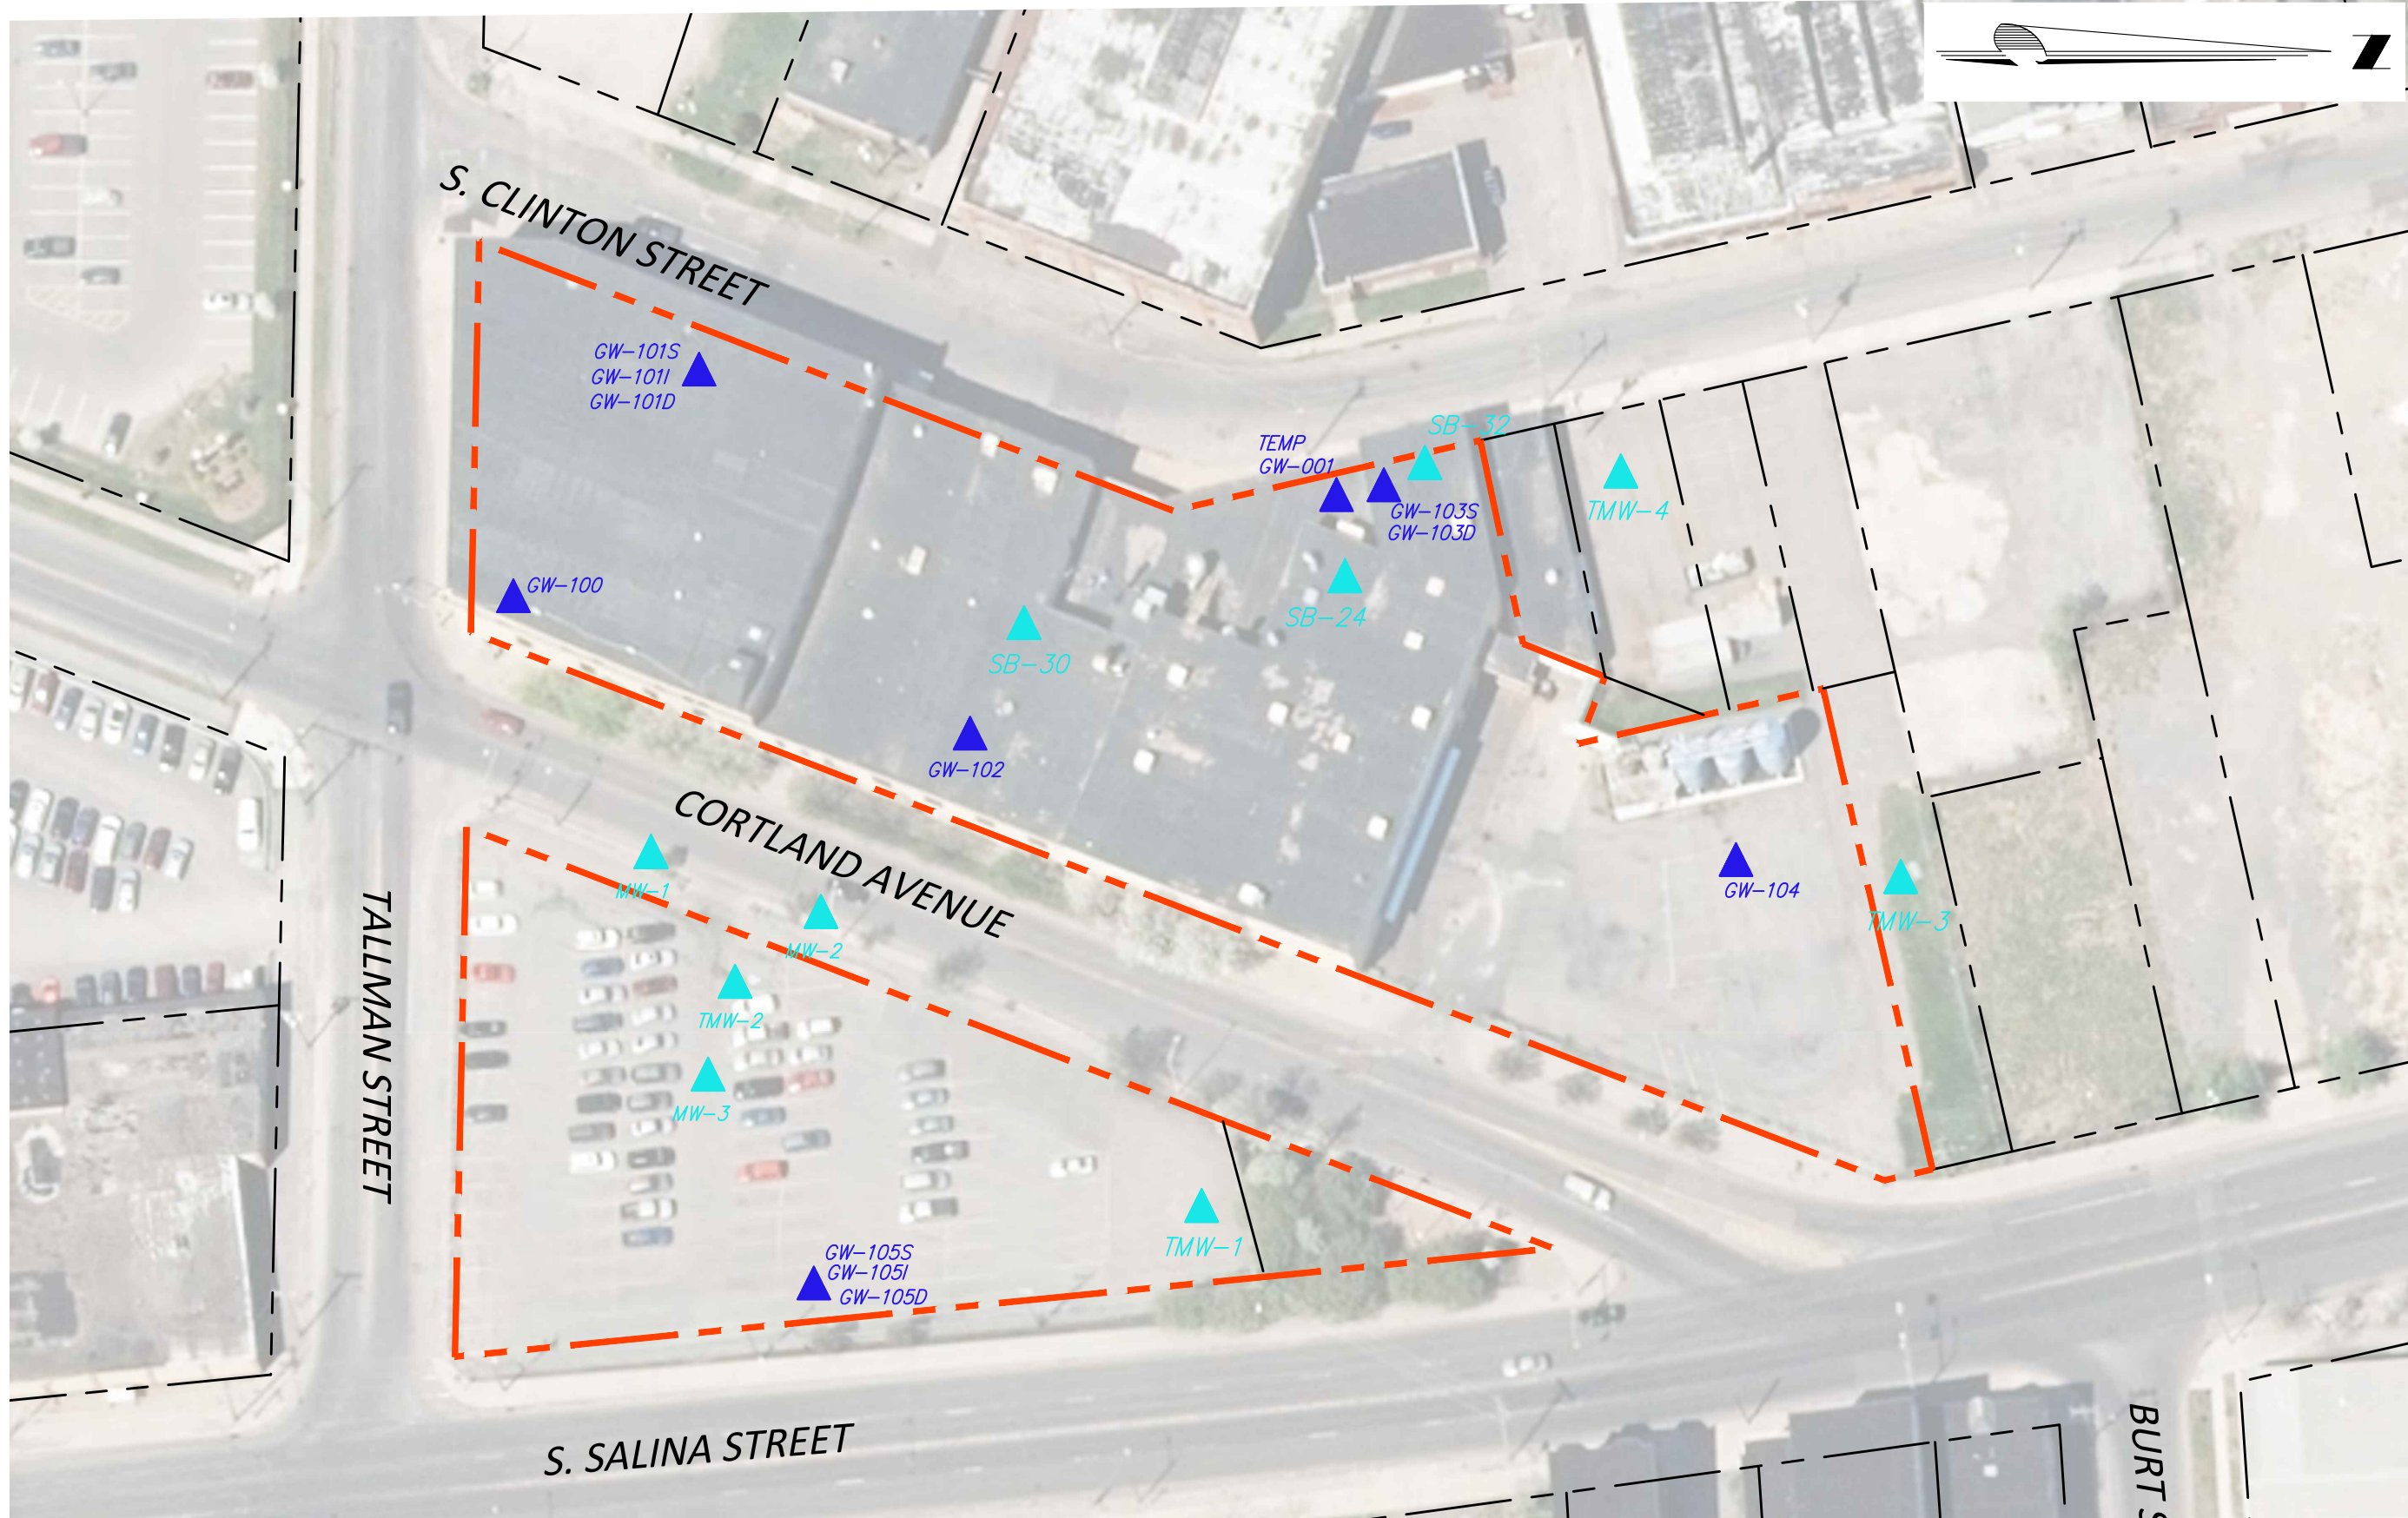 Z
S. CLINTON STREET
GW-101S
GW-101I
GW-101D
SB-32
TEMP
GW-001
GW-103S
GW-103D
TMW-4
GW-100
SB-24
SB-30
GW-102
CORTLAND AVENUE
MW-1
GW-104
TMW-3
MW-2
TALLMAN STREET
TMW-2
MW-3
TMW-1
GW-105S
GW-105I
GW-105D
S. SALINA STREET
BURT